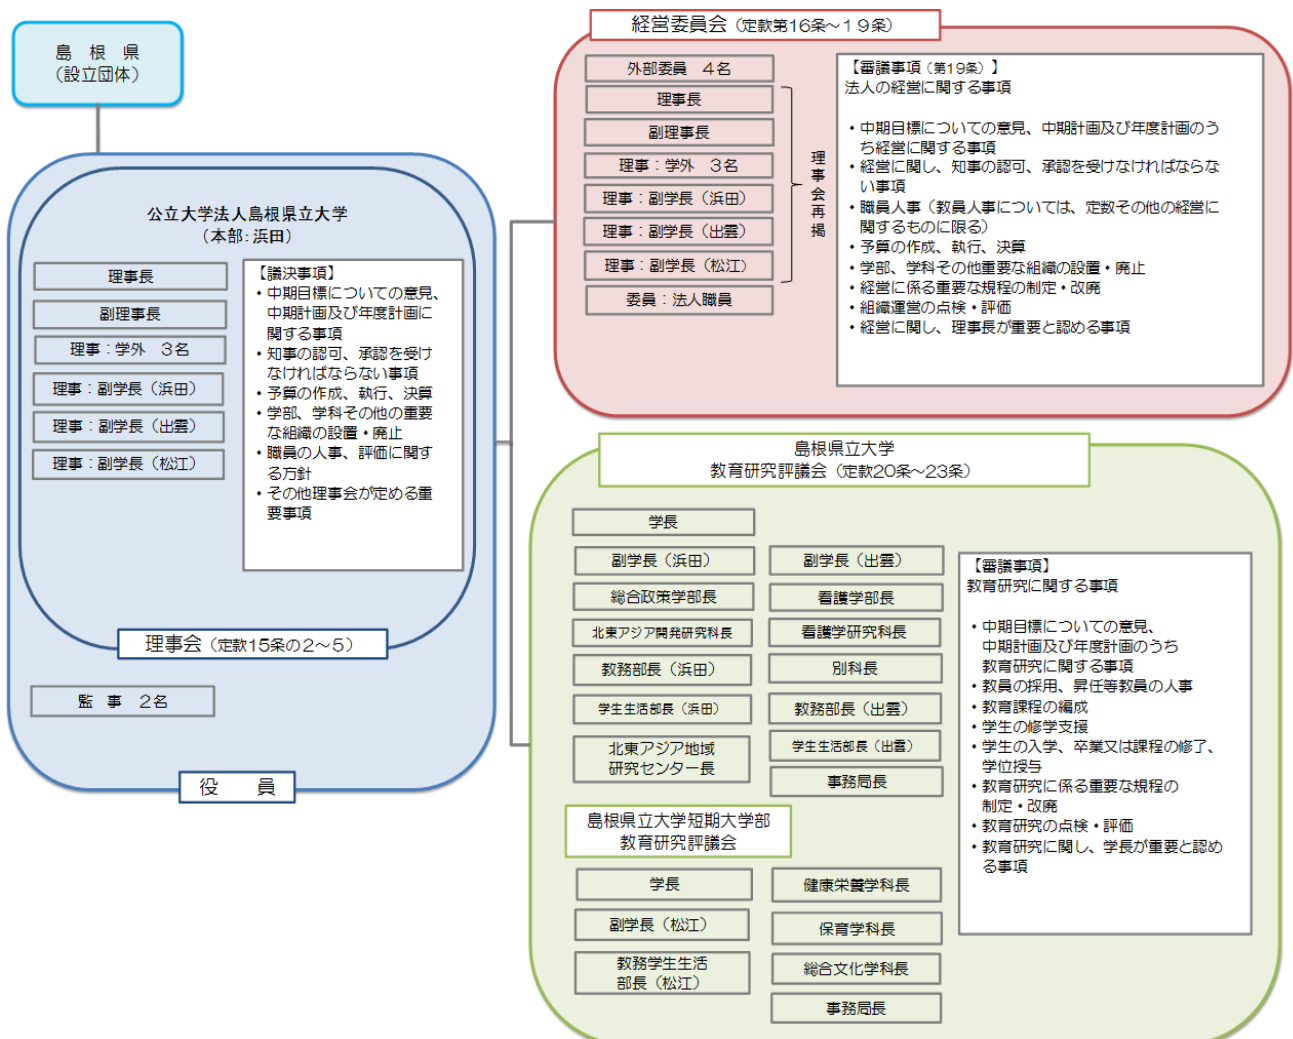 島　根　県
（設立団体）
公立大学法人島根県立大学
（本部：浜田）
理事長
副理事長
理事：学外　３名
理事：副学長（浜田）
理事：副学長（出雲）
理事：副学長（松江）
【議決事項】
・中期目標についての意見、
中期計画及び年度計画に
関する事項
・知事の認可、承認を受け
なければならない事項
・予算の作成、執行、決算
・学部、学科その他の重要
な組織の設置・廃止
・職員の人事、評価に関す
る方針
・その他理事会が定める重
要事項
理事会（定款15条の２～５）
監　事　２名
役　　員
経営委員会（定款第16条～１９条）
外部委員　４名
理事長
副理事長
理事：学外　３名
理事：副学長（浜田）
理事：副学長（出雲）
理事：副学長（松江）
委員：法人職員
理事会再掲
【審議事項（第19条）】
法人の経営に関する事項
・中期目標についての意見、中期計画及び年度計画のう
ち経営に関する事項
・経営に関し、知事の認可、承認を受けなければならな
い事項
・職員人事（教員人事については、定数その他の経営に
関するものに限る）
・予算の作成、執行、決算
・学部、学科その他重要な組織の設置・廃止
・経営に係る重要な規程の制定・改廃
・組織運営の点検・評価
・経営に関し、理事長が重要と認める事項
島根県立大学
教育研究評議会（定款20条～23条）
学長
副学長（浜田）
総合政策学部長
北東アジア開発研究科長
教務部長（浜田）
学生生活部長（浜田）
北東アジア地域
研究センター長
副学長（出雲）
看護学部長
看護学研究科長
別科長
教務部長（出雲）
学生生活部長（出雲）
事務局長
島根県立大学短期大学部
教育研究評議会
学長
副学長（松江）
教務学生生活
部長（松江）
健康栄養学科長
保育学科長
総合文化学科長
事務局長
【審議事項】
教育研究に関する事項
・中期目標についての意見、
中期計画及び年度計画のうち
教育研究に関する事項
・教員の採用、昇任等教員の人事
・教育課程の編成
・学生の修学支援
・学生の入学、卒業又は課程の修了、
学位授与
・教育研究に係る重要な規程の
制定・改廃
・教育研究の点検・評価
・教育研究に関し、学長が重要と認め
る事項